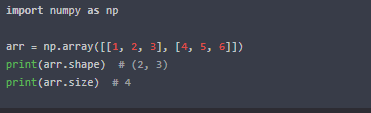 import numpy as np
arr = np.array([[1, 2, 3], [4, 5, 6]])
print(arr.shape)  # (2, 3)
print(arr.size)  # 4